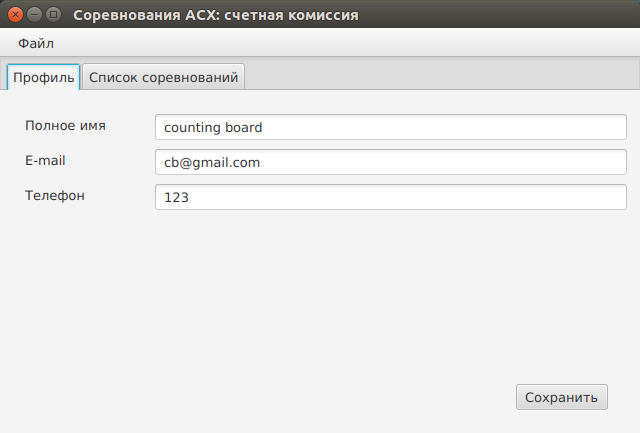 Соревнования АСХ: счетная комиссия
Файл
Профиль Список соревнований
Полное имя counting board
E-mail cb@gmail.com
Телефон 123
Сохранить